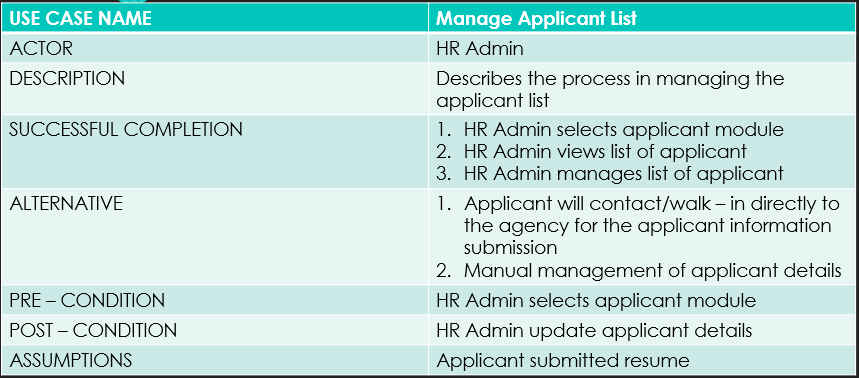 USE CASE NAME Manage Applicant List
ACTOR HR Admin
DESCRIPTION Describes the process in managing the
applicant list
SUCCESSFUL COMPLETION 1. HR Admin selects applicant module
2. HR Admin views list of applicant
3. HR Admin manages list of applicant
ALTERNATIVE 1. Applicant will contact/walk – in directly to
the agency for the applicant information
submission
2. Manual management of applicant details
PRE – CONDITION HR Admin selects applicant module
POST – CONDITION HR Admin update applicant details
ASSUMPTIONS Applicant submitted resume